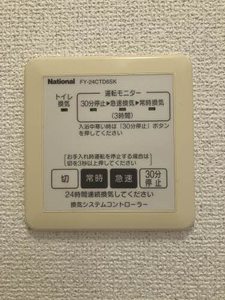 National FY-24CTD6SK
トイレ 運転モニター
換気 30分停止▶急速換気▶常時換気
(3時間)
入浴中寒い時は「30分停止」ボタン
を押してください
お手入れ時運転を停止する場合は
切を3秒以上押してください
切 常時 急速 30分停止
24時間連続換気してください
換気システムコントローラー